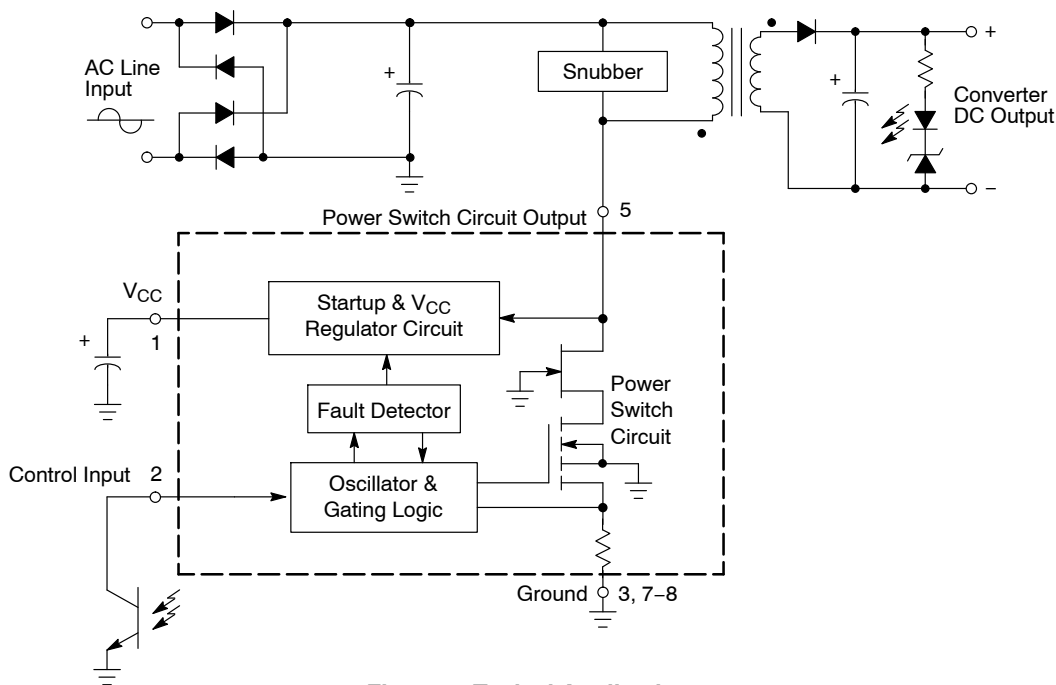 AC Line
Input
+
Snubber
+
+
Converter
DC Output
−
Power Switch Circuit Output
5
VCC
1
+
Startup & VCC
Regulator Circuit
Fault Detector
Power
Switch
Circuit
Control Input
2
Oscillator &
Gating Logic
Ground
3, 7−8